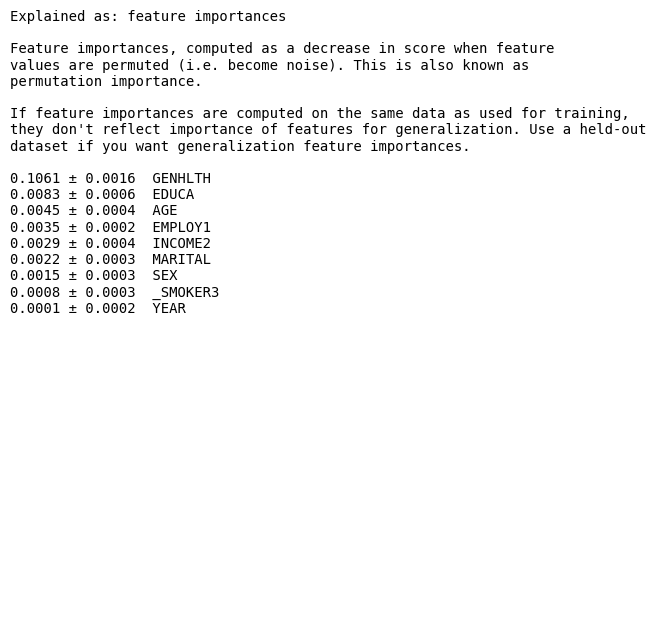 Explained as: feature importances
Feature importances, computed as a decrease in score when feature
values are permuted (i.e. become noise). This is also known as
permutation importance.
If feature importances are computed on the same data as used for training,
they don't reflect importance of features for generalization. Use a held-out
dataset if you want generalization feature importances.
0.1061 ± 0.0016  GENHLTH
0.0083 ± 0.0006  EDUCA
0.0045 ± 0.0004  AGE
0.0035 ± 0.0002  EMPLOY1
0.0029 ± 0.0004  INCOME2
0.0022 ± 0.0003  MARITAL
0.0015 ± 0.0003  SEX
0.0008 ± 0.0003  _SMOKER3
0.0001 ± 0.0002  YEAR